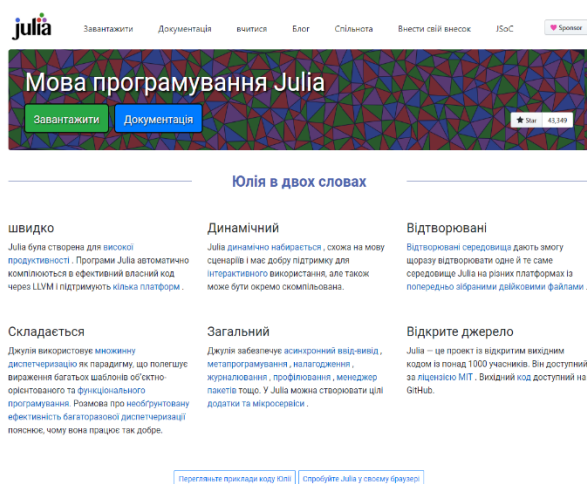 julia
Завантажити Документація вчитися Блог Спільнота Внести свій внесок JSoC Sponsor
Мова програмування Julia
Завантажити Документація
Star 43,349
Юлія в двох словах
швидко
Julia була створена для високої
продуктивності . Програми Julia автоматично
компілюються в ефективний власний код
через LLVM і підтримують кілька платформ .
Динамічний
Julia динамічно набирається , схожа на мову
сценаріїв і має добру підтримку для
інтерактивного використання, але також
може бути окремо скомпільована.
Відтворювані
Відтворювані середовища дають змогу
щоразу відтворювати одне й те саме
середовище Julia на різних платформах із
попередньо зібраними двійковими файлами .
Складається
Джулія використовує множинну
диспетчеризацію як парадигму, що полегшує
вираження багатьох шаблонів об'єктно-
орієнтованого та функціонального
програмування. Розмова про необґрунтовану
ефективність багаторазової диспетчеризації
пояснює, чому вона працює так добре.
Загальний
Джулія забезпечує асинхронний ввід-вивід ,
метапрограмування , налагодження ,
журналювання , профілювання , менеджер
пакетів тощо. У Julia можна створювати цілі
додатки та мікросервіси .
Відкрите джерело
Julia — це проект із відкритим вихідним
кодом із понад 1000 учасників. Він доступний
за ліцензією MIT . Вихідний код доступний на
GitHub.
Перегляньте приклади коду Юлії Спробуйте Julia у своєму браузері